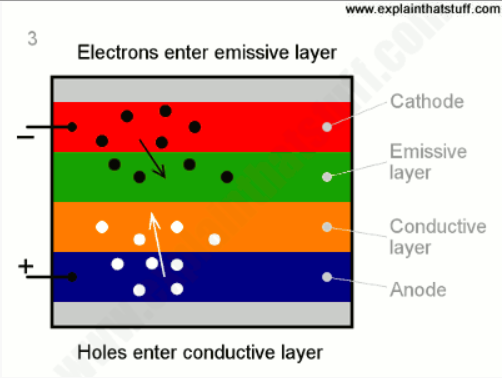 www.explainthatstuff.com
3
Electrons enter emissive layer
Cathode
−
Emissive
layer
Conductive
layer
+
Anode
Holes enter conductive layer